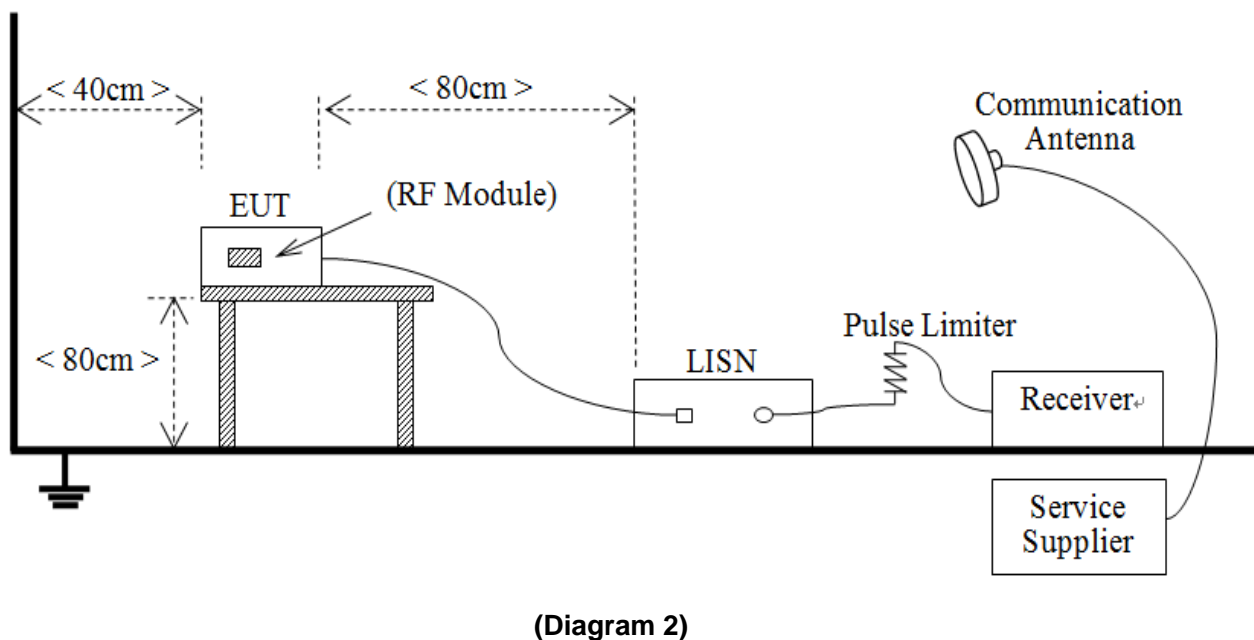 < 40cm >
< 80cm >
Communication
Antenna
EUT
(RF Module)
< 80cm >
LISN
Pulse Limiter
Receiver↵
Service
Supplier
(Diagram 2)